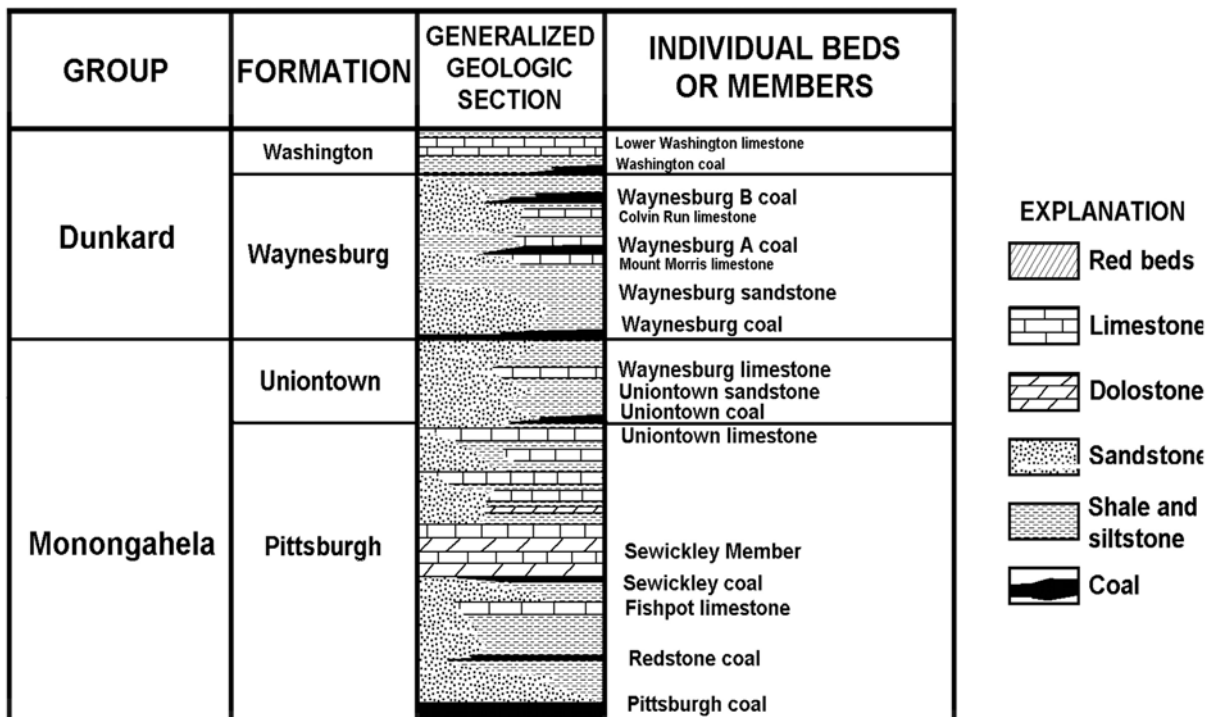 GROUP
FORMATION
GENERALIZED
GEOLOGIC
SECTION
INDIVIDUAL BEDS
OR MEMBERS
Dunkard
Washington
Lower Washington limestone
Washington coal
Waynesburg
Waynesburg B coal
Colvin Run limestone
Waynesburg A coal
Mount Morris limestone
Waynesburg sandstone
Waynesburg coal
Monongahela
Uniontown
Waynesburg limestone
Uniontown sandstone
Uniontown coal
Pittsburgh
Uniontown limestone
Sewickley Member
Sewickley coal
Fishpot limestone
Redstone coal
Pittsburgh coal
EXPLANATION
Red beds
Limestone
Dolostone
Sandstone
Shale and
siltstone
Coal